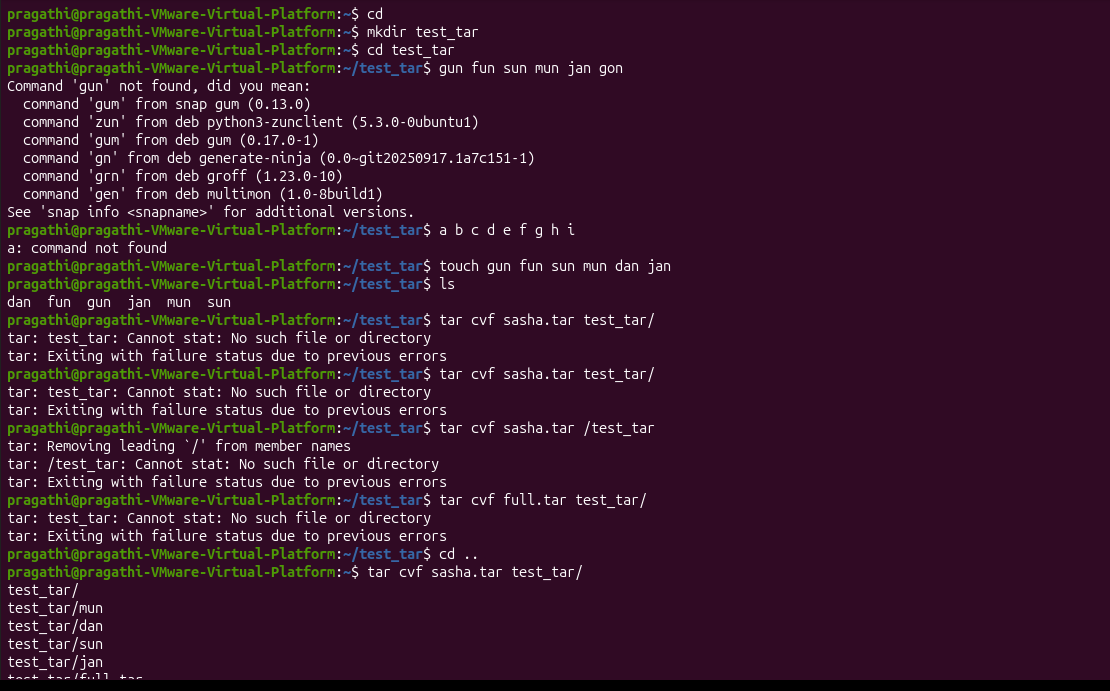 pragathi@pragathi-VMware-Virtual-Platform:~$ cd
pragathi@pragathi-VMware-Virtual-Platform:~$ mkdir test_tar
pragathi@pragathi-VMware-Virtual-Platform:~$ cd test_tar
pragathi@pragathi-VMware-Virtual-Platform:~/test_tar$ gun fun sun mun jan gon
Command 'gun' not found, did you mean:
  command 'gum' from snap gum (0.13.0)
  command 'zun' from deb python3-zunclient (5.3.0-0ubuntu1)
  command 'gum' from deb gum (0.17.0-1)
  command 'gn' from deb generate-ninja (0.0~git20250917.1a7c151-1)
  command 'grn' from deb groff (1.23.0-10)
  command 'gen' from deb multimon (1.0-8build1)
See 'snap info <snapname>' for additional versions.
pragathi@pragathi-VMware-Virtual-Platform:~/test_tar$ a b c d e f g h i
a: command not found
pragathi@pragathi-VMware-Virtual-Platform:~/test_tar$ touch gun fun sun mun dan jan
pragathi@pragathi-VMware-Virtual-Platform:~/test_tar$ ls
dan  fun  gun  jan  mun  sun
pragathi@pragathi-VMware-Virtual-Platform:~/test_tar$ tar cvf sasha.tar test_tar/
tar: test_tar: Cannot stat: No such file or directory
tar: Exiting with failure status due to previous errors
pragathi@pragathi-VMware-Virtual-Platform:~/test_tar$ tar cvf sasha.tar test_tar/
tar: test_tar: Cannot stat: No such file or directory
tar: Exiting with failure status due to previous errors
pragathi@pragathi-VMware-Virtual-Platform:~/test_tar$ tar cvf sasha.tar /test_tar
tar: Removing leading `/' from member names
tar: /test_tar: Cannot stat: No such file or directory
tar: Exiting with failure status due to previous errors
pragathi@pragathi-VMware-Virtual-Platform:~/test_tar$ tar cvf full.tar test_tar/
tar: test_tar: Cannot stat: No such file or directory
tar: Exiting with failure status due to previous errors
pragathi@pragathi-VMware-Virtual-Platform:~/test_tar$ cd ..
pragathi@pragathi-VMware-Virtual-Platform:~$ tar cvf sasha.tar test_tar/
test_tar/
test_tar/mun
test_tar/dan
test_tar/sun
test_tar/jan
test_tar/full.tar